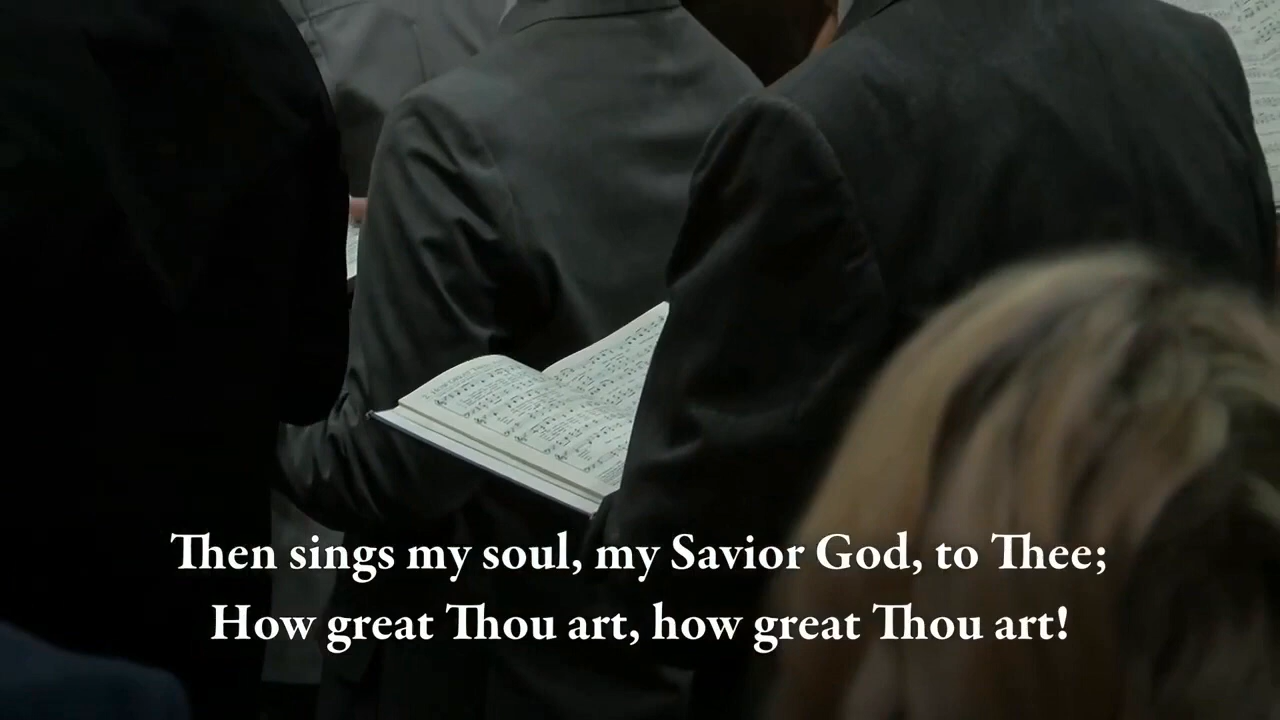 Then sings my soul, my Savior God, to Thee;
How great Thou art, how great Thou art!